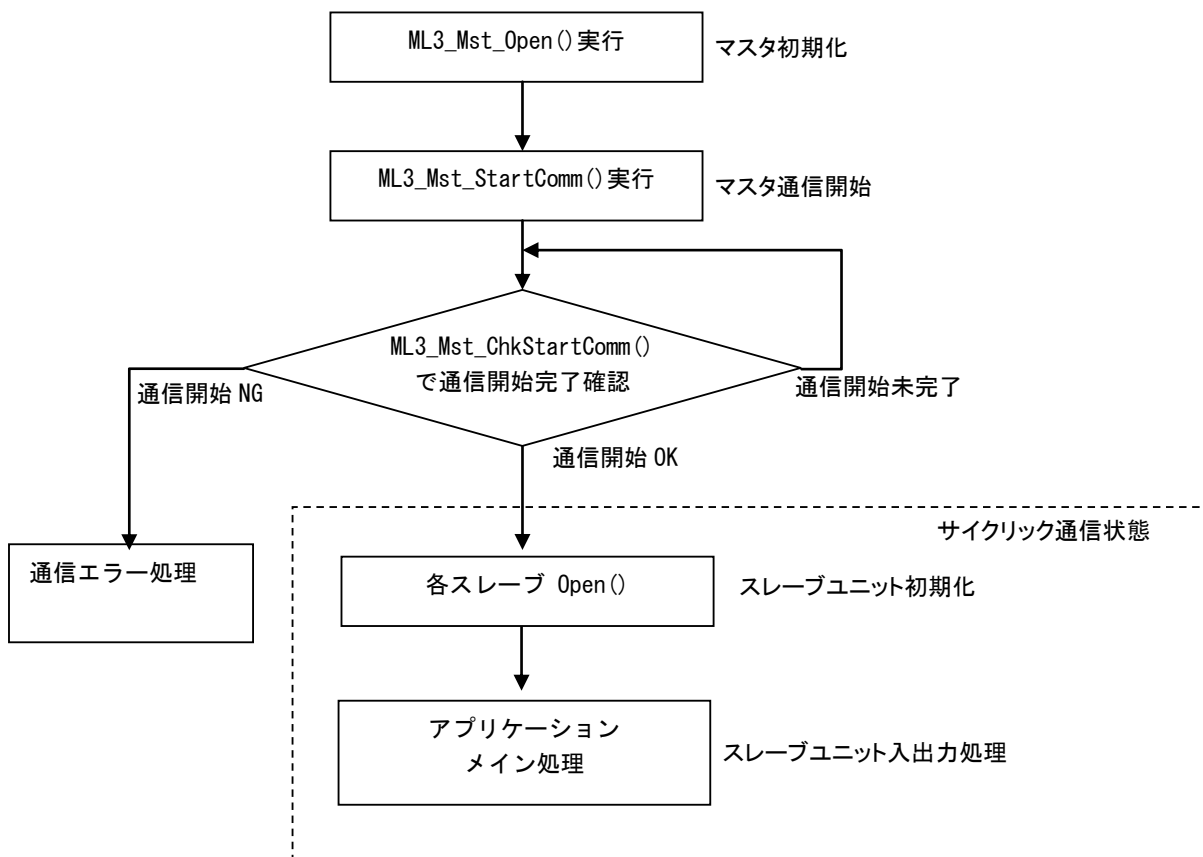 ML3_Mst_Open()実行
マスタ初期化
ML3_Mst_StartComm()実行
マスタ通信開始
ML3_Mst_ChkStartComm()
で通信開始完了確認
通信開始 NG
通信開始未完了
通信開始 OK
サイクリック通信状態
通信エラー処理
各スレーブ Open()
スレーブユニット初期化
アプリケーション
メイン処理
スレーブユニット入出力処理